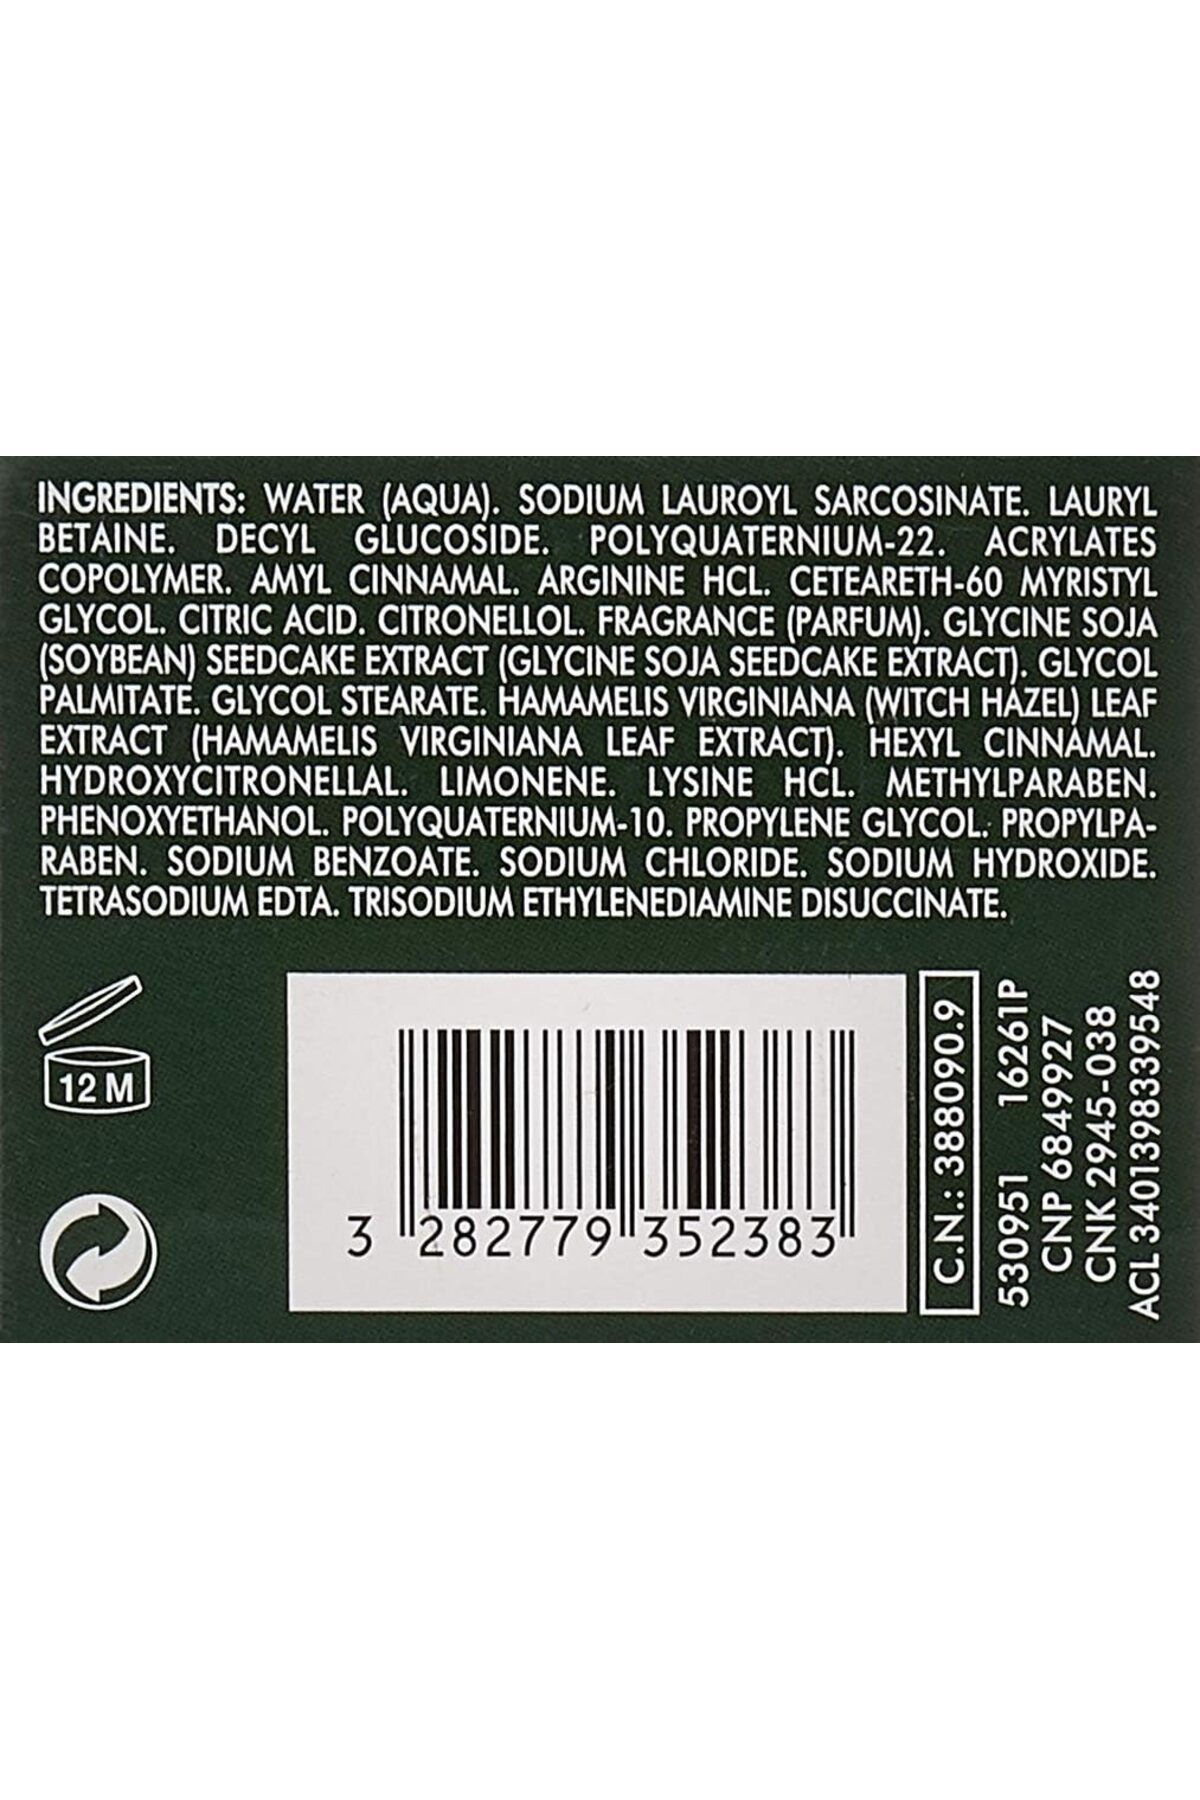 INGREDIENTS: WATER (AQUA). SODIUM LAUROYL SARCOSINATE. LAURYL
BETAINE. DECYL GLUCOSIDE. POLYQUATERNIUM-22. ACRYLATES
COPOLYMER. AMYL CINNAMAL. ARGININE HCL. CETEARETH-60 MYRISTYL
GLYCOL. CITRIC ACID. CITRONELLOL. FRAGRANCE (PARFUM). GLYCINE SOJA
(SOYBEAN) SEEDCAKE EXTRACT (GLYCINE SOJA SEEDCAKE EXTRACT). GLYCOL
PALMITATE. GLYCOL STEARATE. HAMAMELIS VIRGINIANA (WITCH HAZEL) LEAF
EXTRACT (HAMAMELIS VIRGINIANA LEAF EXTRACT). HEXYL CINNAMAL.
HYDROXYCITRONELLAL. LIMONENE. LYSINE HCL. METHYLPARABEN.
PHENOXYETHANOL. POLYQUATERNIUM-10. PROPYLENE GLYCOL. PROPYLPA-
RABEN. SODIUM BENZOATE. SODIUM CHLORIDE. SODIUM HYDROXIDE.
TETRASODIUM EDTA. TRISODIUM ETHYLENEDIAMINE DISUCCINATE.
12 M
3 282779 352383
C.N.: 388090.9
530951 16261P
CNP 6849927
CNK 2945-038
ACL 3401398339548